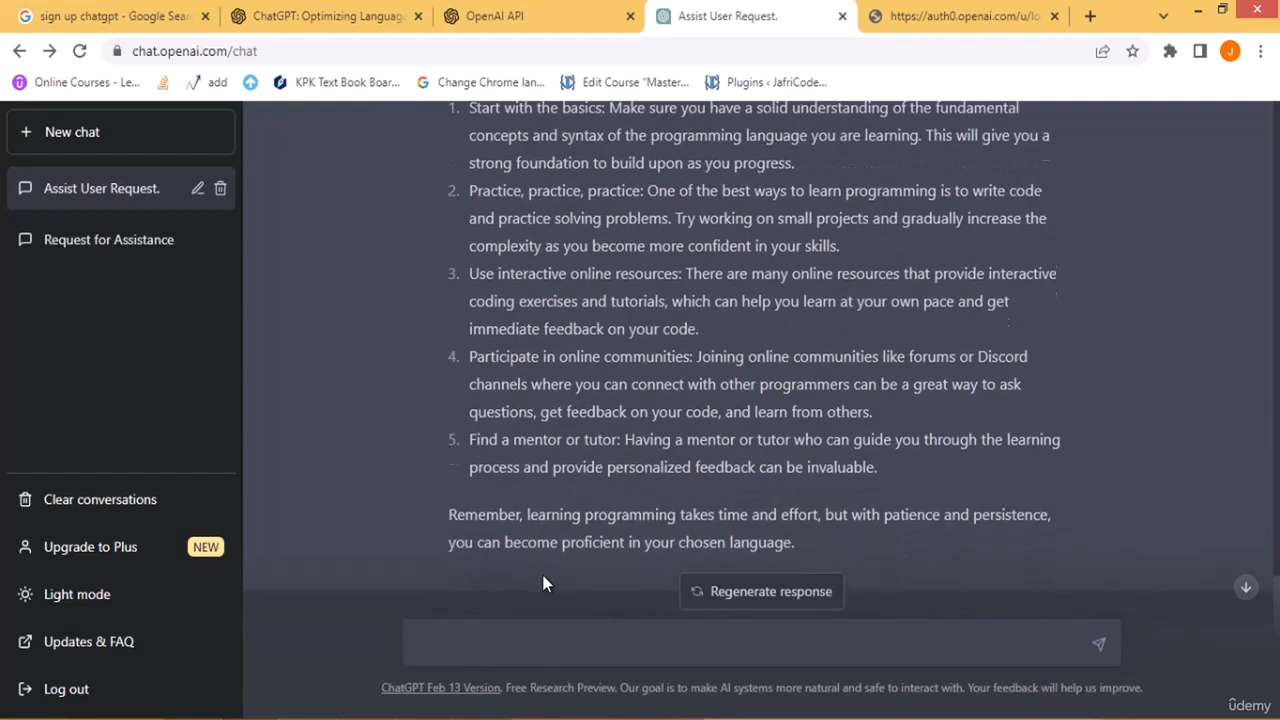 sign up chatgpt - Google Sear
ChatGPT: Optimizing Languag
OpenAI API
Assist User Request.
https://auth0.openai.com/u/lo
chat.openai.com/chat
J
Online Courses - Le...
add
KPK Text Book Boar...
Change Chrome lan...
Edit Course “Master...
Plugins ‹ JafriCode...
New chat
Assist User Request.
Request for Assistance
Clear conversations
Upgrade to Plus NEW
Light mode
Updates & FAQ
Log out
1. Start with the basics: Make sure you have a solid understanding of the fundamental
concepts and syntax of the programming language you are learning. This will give you a
strong foundation to build upon as you progress.
2. Practice, practice, practice: One of the best ways to learn programming is to write code
and practice solving problems. Try working on small projects and gradually increase the
complexity as you become more confident in your skills.
3. Use interactive online resources: There are many online resources that provide interactive
coding exercises and tutorials, which can help you learn at your own pace and get
immediate feedback on your code.
4. Participate in online communities: Joining online communities like forums or Discord
channels where you can connect with other programmers can be a great way to ask
questions, get feedback on your code, and learn from others.
5. Find a mentor or tutor: Having a mentor or tutor who can guide you through the learning
process and provide personalized feedback can be invaluable.
Remember, learning programming takes time and effort, but with patience and persistence,
you can become proficient in your chosen language.
Regenerate response
ChatGPT Feb 13 Version. Free Research Preview. Our goal is to make AI systems more natural and safe to interact with. Your feedback will help us improve.
ûdemy